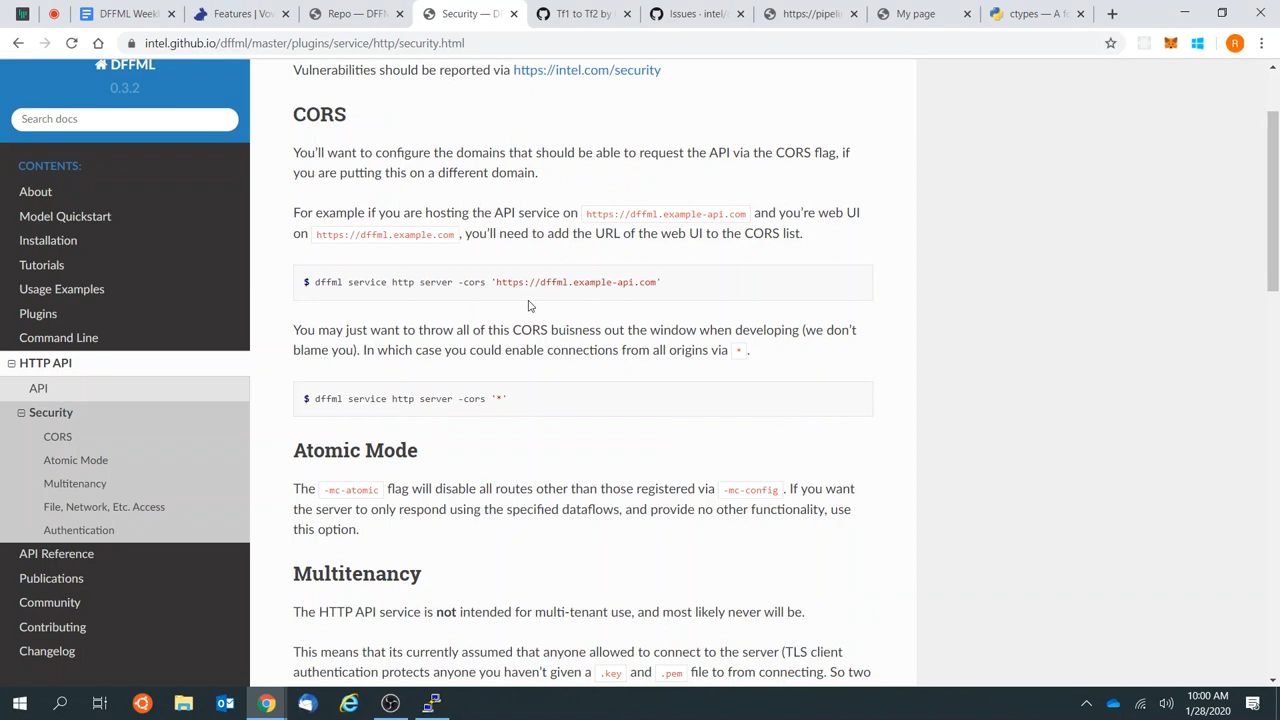 DFFML Weekl
Features | Vow
Repo — DFFM
Security — D
Tf1 to Tf2 by
Issues · intel/
https://pipelin
My page
ctypes — A fo
intel.github.io/dffml/master/plugins/service/http/security.html
R
DFFML
0.3.2
Search docs
CONTENTS:
About
Model Quickstart
Installation
Tutorials
Usage Examples
Plugins
Command Line
HTTP API
API
Security
CORS
Atomic Mode
Multitenancy
File, Network, Etc. Access
Authentication
API Reference
Publications
Community
Contributing
Changelog
Vulnerabilities should be reported via https://intel.com/security
CORS
You'll want to configure the domains that should be able to request the API via the CORS flag, if
you are putting this on a different domain.
For example if you are hosting the API service on https://dffml.example-api.com and you're web UI
on https://dffml.example.com , you'll need to add the URL of the web UI to the CORS list.
$ dffml service http server -cors 'https://dffml.example-api.com'
You may just want to throw all of this CORS buisness out the window when developing (we don't
blame you). In which case you could enable connections from all origins via * .
$ dffml service http server -cors '*'
Atomic Mode
The -mc-atomic flag will disable all routes other than those registered via -mc-config . If you want
the server to only respond using the specified dataflows, and provide no other functionality, use
this option.
Multitenancy
The HTTP API service is not intended for multi-tenant use, and most likely never will be.
This means that its currently assumed that anyone allowed to connect to the server (TLS client
authentication protects anyone you haven't given a .key and .pem file to from connecting. So two
10:00 AM
1/28/2020